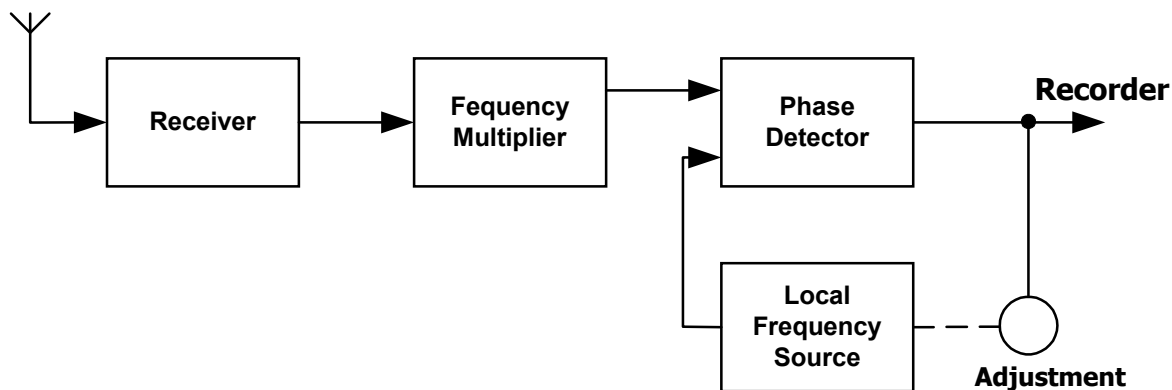 Receiver
Fequency
Multiplier
Phase
Detector
Recorder
Local
Frequency
Source
Adjustment